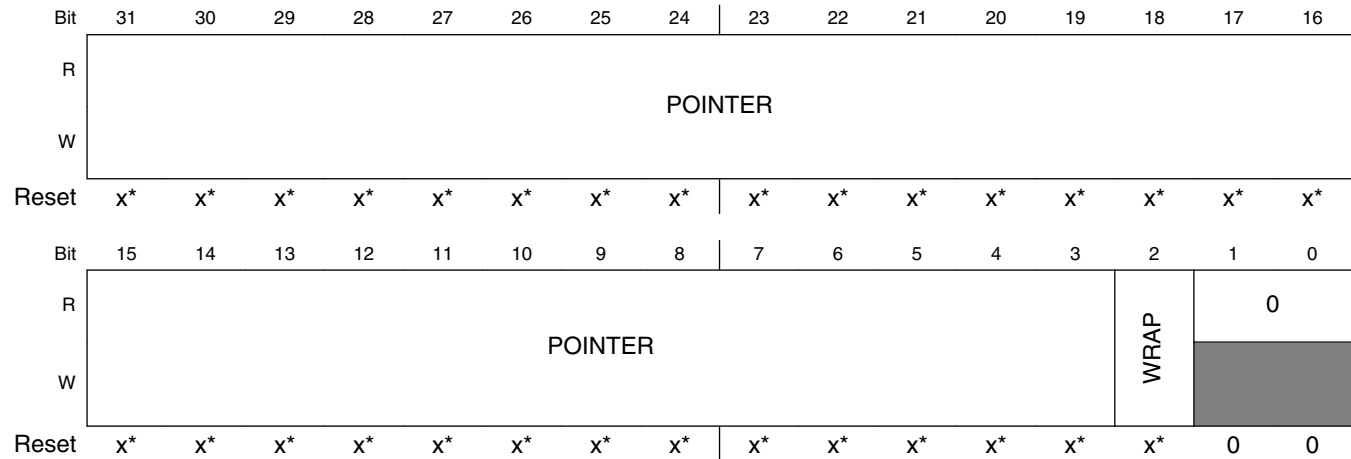 Bit 31 30 29 28 27 26 25 24 23 22 21 20 19 18 17 16
R
POINTER
W
Reset x* x* x* x* x* x* x* x* x* x* x* x* x* x* x* x*
Bit 15 14 13 12 11 10 9 8 7 6 5 4 3 2 1 0
R 0
POINTER WRAP
W
Reset x* x* x* x* x* x* x* x* x* x* x* x* x* x* 0 0